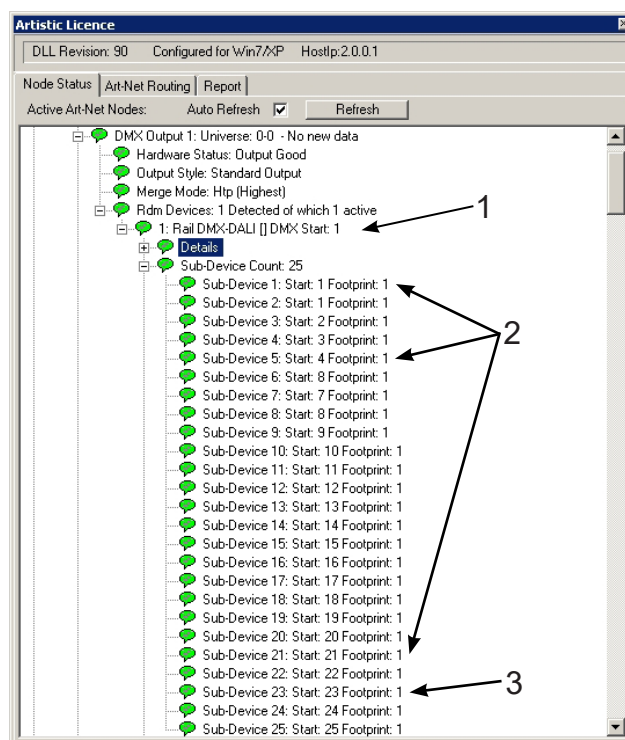 Artistic Licence
DLL Revision: 90 Configured for Win7/XP HostIp:2.0.0.1
Node Status Art-Net Routing Report
Active Art-Net Nodes: Auto Refresh Refresh
DMX Output 1: Universe: 0-0 - No new data
Hardware Status: Output Good
Output Style: Standard Output
Merge Mode: Htp (Highest)
Rdm Devices: 1 Detected of which 1 active
1: Rail DMX-DALI [] DMX Start: 1
1
Details
Sub-Device Count: 25
Sub-Device 1: Start: 1 Footprint: 1
Sub-Device 2: Start: 1 Footprint: 1
Sub-Device 3: Start: 2 Footprint: 1
Sub-Device 4: Start: 3 Footprint: 1
2
Sub-Device 5: Start: 4 Footprint: 1
Sub-Device 6: Start: 8 Footprint: 1
Sub-Device 7: Start: 7 Footprint: 1
Sub-Device 8: Start: 8 Footprint: 1
Sub-Device 9: Start: 9 Footprint: 1
Sub-Device 10: Start: 10 Footprint: 1
Sub-Device 11: Start: 11 Footprint: 1
Sub-Device 12: Start: 12 Footprint: 1
Sub-Device 13: Start: 13 Footprint: 1
Sub-Device 14: Start: 14 Footprint: 1
Sub-Device 15: Start: 15 Footprint: 1
Sub-Device 16: Start: 16 Footprint: 1
Sub-Device 17: Start: 17 Footprint: 1
Sub-Device 18: Start: 18 Footprint: 1
Sub-Device 19: Start: 19 Footprint: 1
Sub-Device 20: Start: 20 Footprint: 1
Sub-Device 21: Start: 21 Footprint: 1
Sub-Device 22: Start: 22 Footprint: 1
Sub-Device 23: Start: 23 Footprint: 1
3
Sub-Device 24: Start: 24 Footprint: 1
Sub-Device 25: Start: 25 Footprint: 1